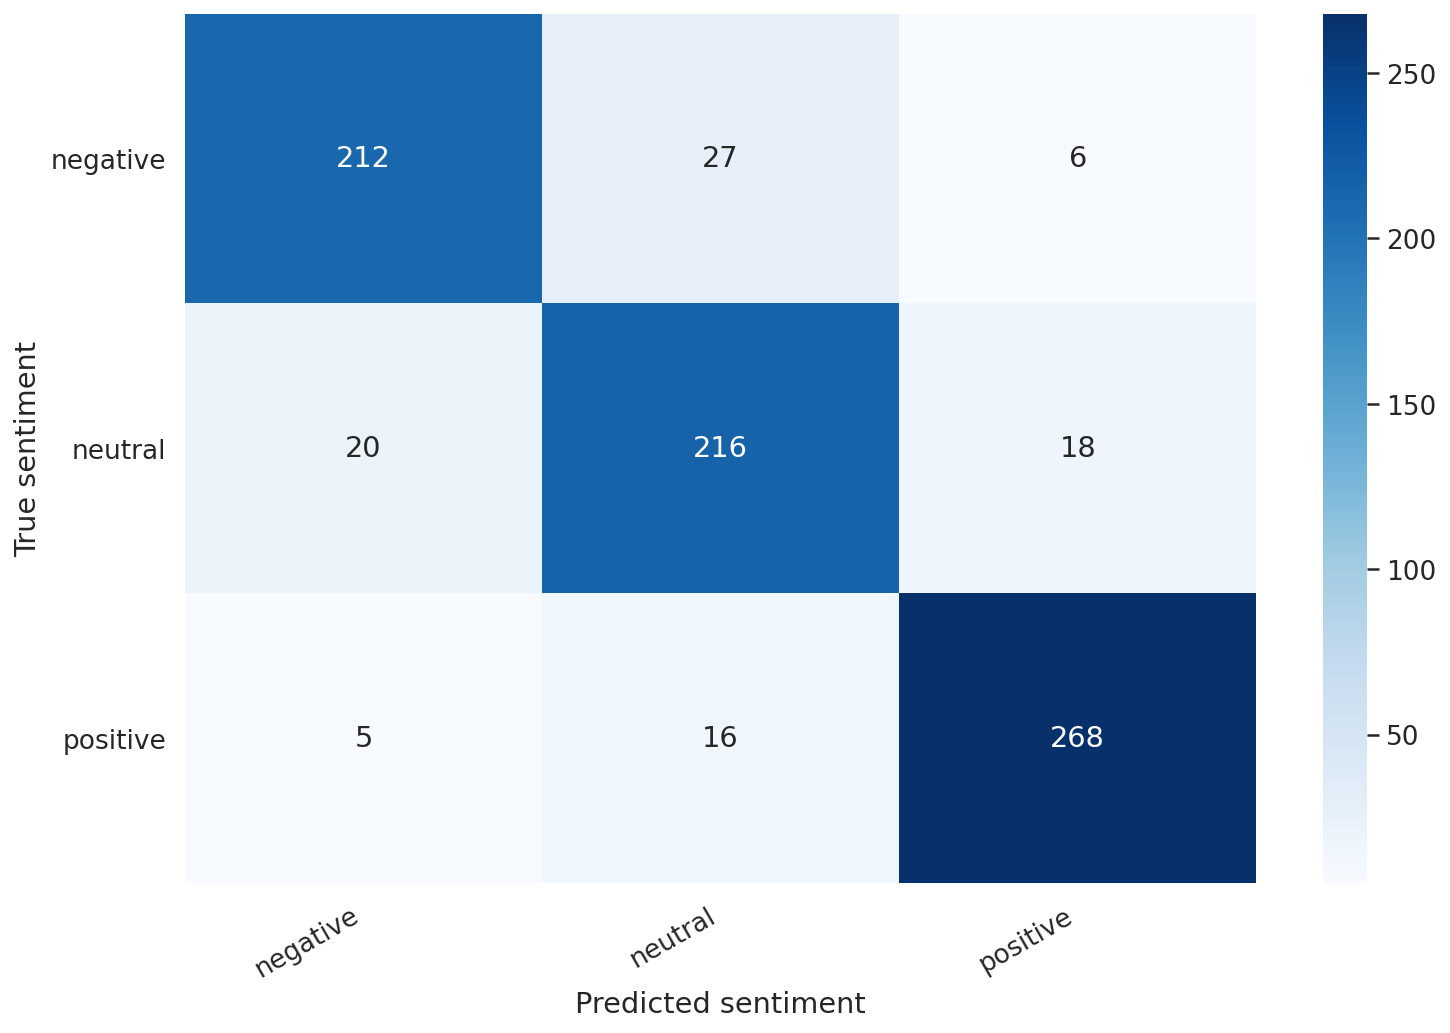 negative 212 27 6
neutral 20 216 18
positive 5 16 268
negative neutral positive
Predicted sentiment
True sentiment
250
200
150
100
50